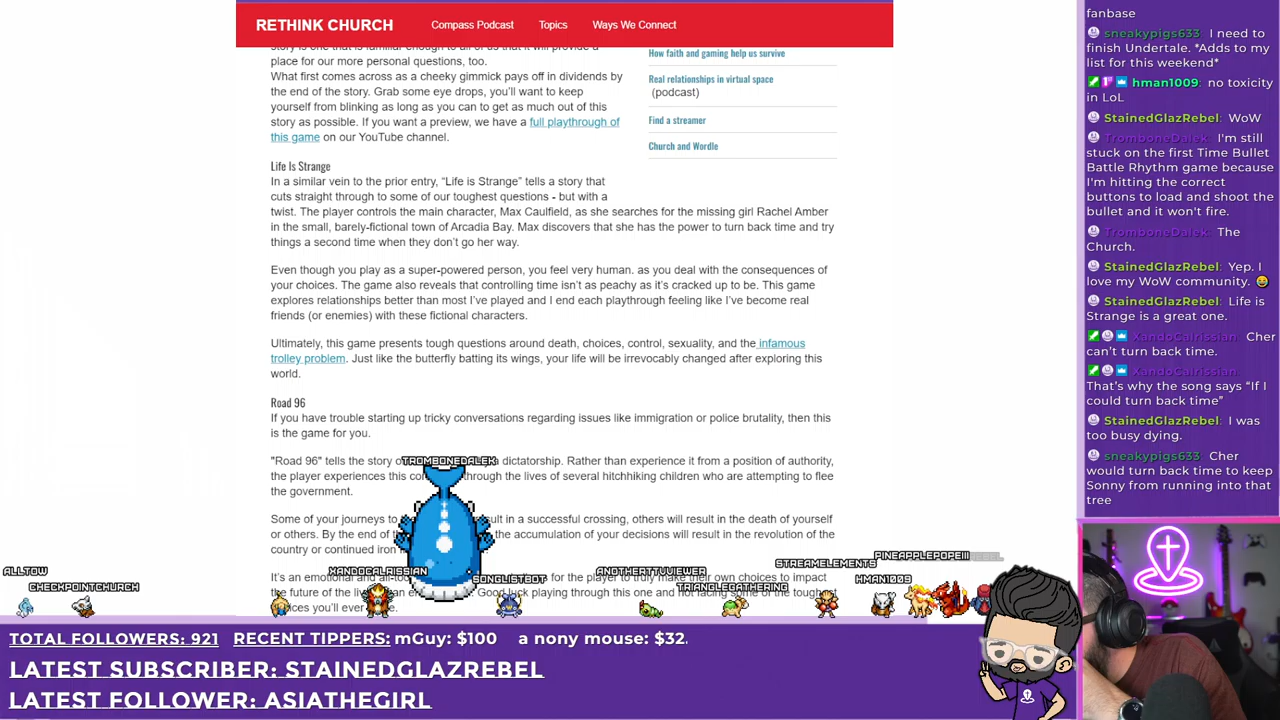 RETHINK CHURCH
Compass Podcast
Topics
Ways We Connect
story is one that is familiar enough to all of us that it will provide a
place for our more personal questions, too.
What first comes across as a cheeky gimmick pays off in dividends by
the end of the story. Grab some eye drops, you’ll want to keep
yourself from blinking as long as you can to get as much out of this
story as possible. If you want a preview, we have a full playthrough of
this game on our YouTube channel.
Life Is Strange
In a similar vein to the prior entry, “Life is Strange” tells a story that
cuts straight through to some of our toughest questions - but with a
twist. The player controls the main character, Max Caulfield, as she searches for the missing girl Rachel Amber
in the small, barely-fictional town of Arcadia Bay. Max discovers that she has the power to turn back time and try
things a second time when they don’t go her way.
Even though you play as a super-powered person, you feel very human. as you deal with the consequences of
your choices. The game also reveals that controlling time isn’t as peachy as it’s cracked up to be. This game
explores relationships better than most I’ve played and I end each playthrough feeling like I’ve become real
friends (or enemies) with these fictional characters.
Ultimately, this game presents tough questions around death, choices, control, sexuality, and the infamous
trolley problem. Just like the butterfly batting its wings, your life will be irrevocably changed after exploring this
world.
Road 96
If you have trouble starting up tricky conversations regarding issues like immigration or police brutality, then this
is the game for you.
"Road 96" tells the story o dictatorship. Rather than experience it from a position of authority,
the player experiences this con through the lives of several hitchhiking children who are attempting to flee
the government.
Some of your journeys to ult in a successful crossing, others will result in the death of yourself
or others. By the end of t the accumulation of your decisions will result in the revolution of the
country or continued iron
It’s an emotional and all-too for the player to truly make their own choices to impact
the future of the li an e Good luck playing through this one and not facing some of the tough
ces you’ll ever e.
How faith and gaming help us survive
Real relationships in virtual space
(podcast)
Find a streamer
Church and Wordle
fanbase
sneakypigs633: I need to
finish Undertale. *Adds to my
list for this weekend*
hman1009: no toxicity
in LoL
StainedGlazRebel: WoW
TromboneDalek: I'm still
stuck on the first Time Bullet
Battle Rhythm game because
I'm hitting the correct
buttons to load and shoot the
bullet and it won't fire.
TromboneDalek: The
Church.
StainedGlazRebel: Yep. I
love my WoW community. 😅
StainedGlazRebel: Life is
Strange is a great one.
XandoCalrissian: Cher
can’t turn back time.
XandoCalrissian:
That’s why the song says “If I
could turn back time”
StainedGlazRebel: I was
too busy dying.
sneakypigs633: Cher
would turn back time to keep
Sonny from running into that
tree
TROMBONEDALEK
ALLTOW
CHECKPOINTCHURCH
XANDOCALRISSIAN
SONGLISTBOT
ANOTHERTTVVIEWER
TRIANGLEGATHERING
STREAMELEMENTS
HMAN1009
PINEAPPLEPOPEIII
REBEL
TOTAL FOLLOWERS: 921 RECENT TIPPERS: mGuy: $100 a nony mouse: $32.
LATEST SUBSCRIBER: STAINEDGLAZREBEL
LATEST FOLLOWER: ASIATHEGIRL